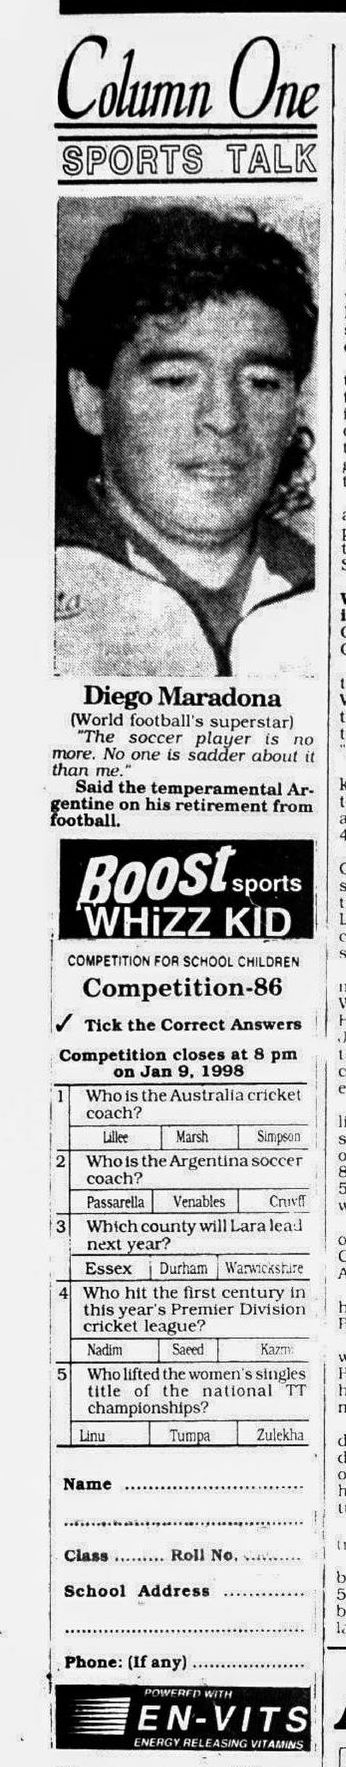 Column One
SPORTS TALK
Diego Maradona
(World football's superstar)
"The soccer player is no
more. No one is sadder about it
than me."
Said the temperamental Ar-
gentine on his retirement from
football.
BOOST sports
WHiZZ KID
COMPETITION FOR SCHOOL CHILDREN
Competition-86
✓ Tick the Correct Answers
Competition closes at 8 pm
on Jan 9, 1998
1 Who is the Australia cricket
coach?
Lillee Marsh Simpson
2 Who is the Argentina soccer
coach?
Passarella Venables Cruyff
3 Which county will Lara lead
next year?
Essex Durham Warwickshire
4 Who hit the first century in
this year's Premier Division
cricket league?
Nadim Saeed Kazmi
5 Who lifted the women's singles
title of the national TT
championships?
Linu Tumpa Zulekha
Name ..............................
..........................................
Class ......... Roll No. ..........
School Address .............
..........................................
Phone: (If any) ...................
POWERED WITH
EN-VITS
ENERGY RELEASING VITAMINS